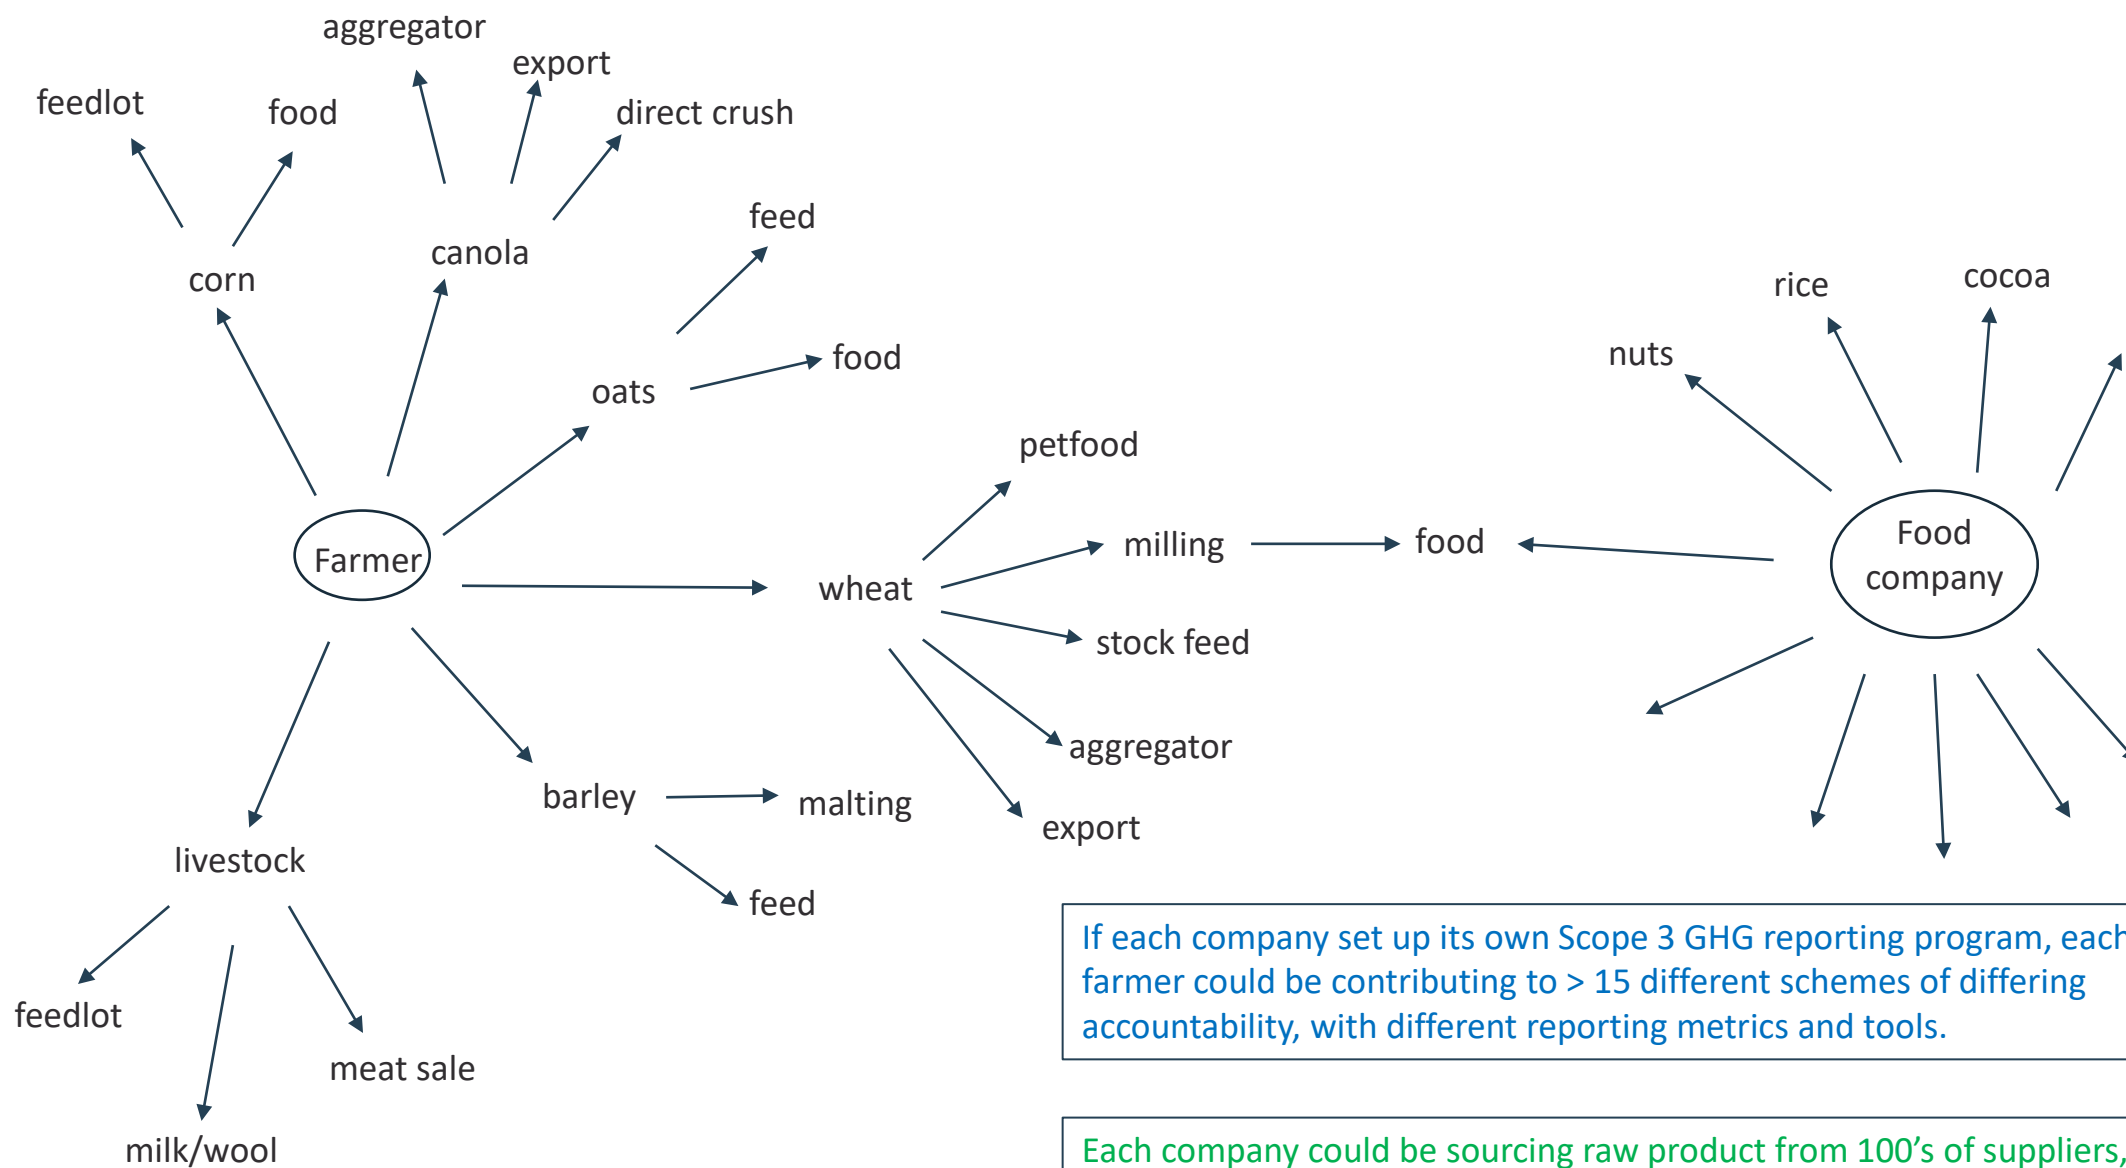 aggregator
export
feedlot
food
direct crush
feed
canola
corn
cocoa
rice
nuts
food
oats
petfood
Farmer
milling
food
Food
company
wheat
stock feed
aggregator
barley
malting
export
livestock
feed
If each company set up its own Scope 3 GHG reporting program, each
farmer could be contributing to > 15 different schemes of differing
accountability, with different reporting metrics and tools.
feedlot
meat sale
milk/wool
Each company could be sourcing raw product from 100’s of suppliers,